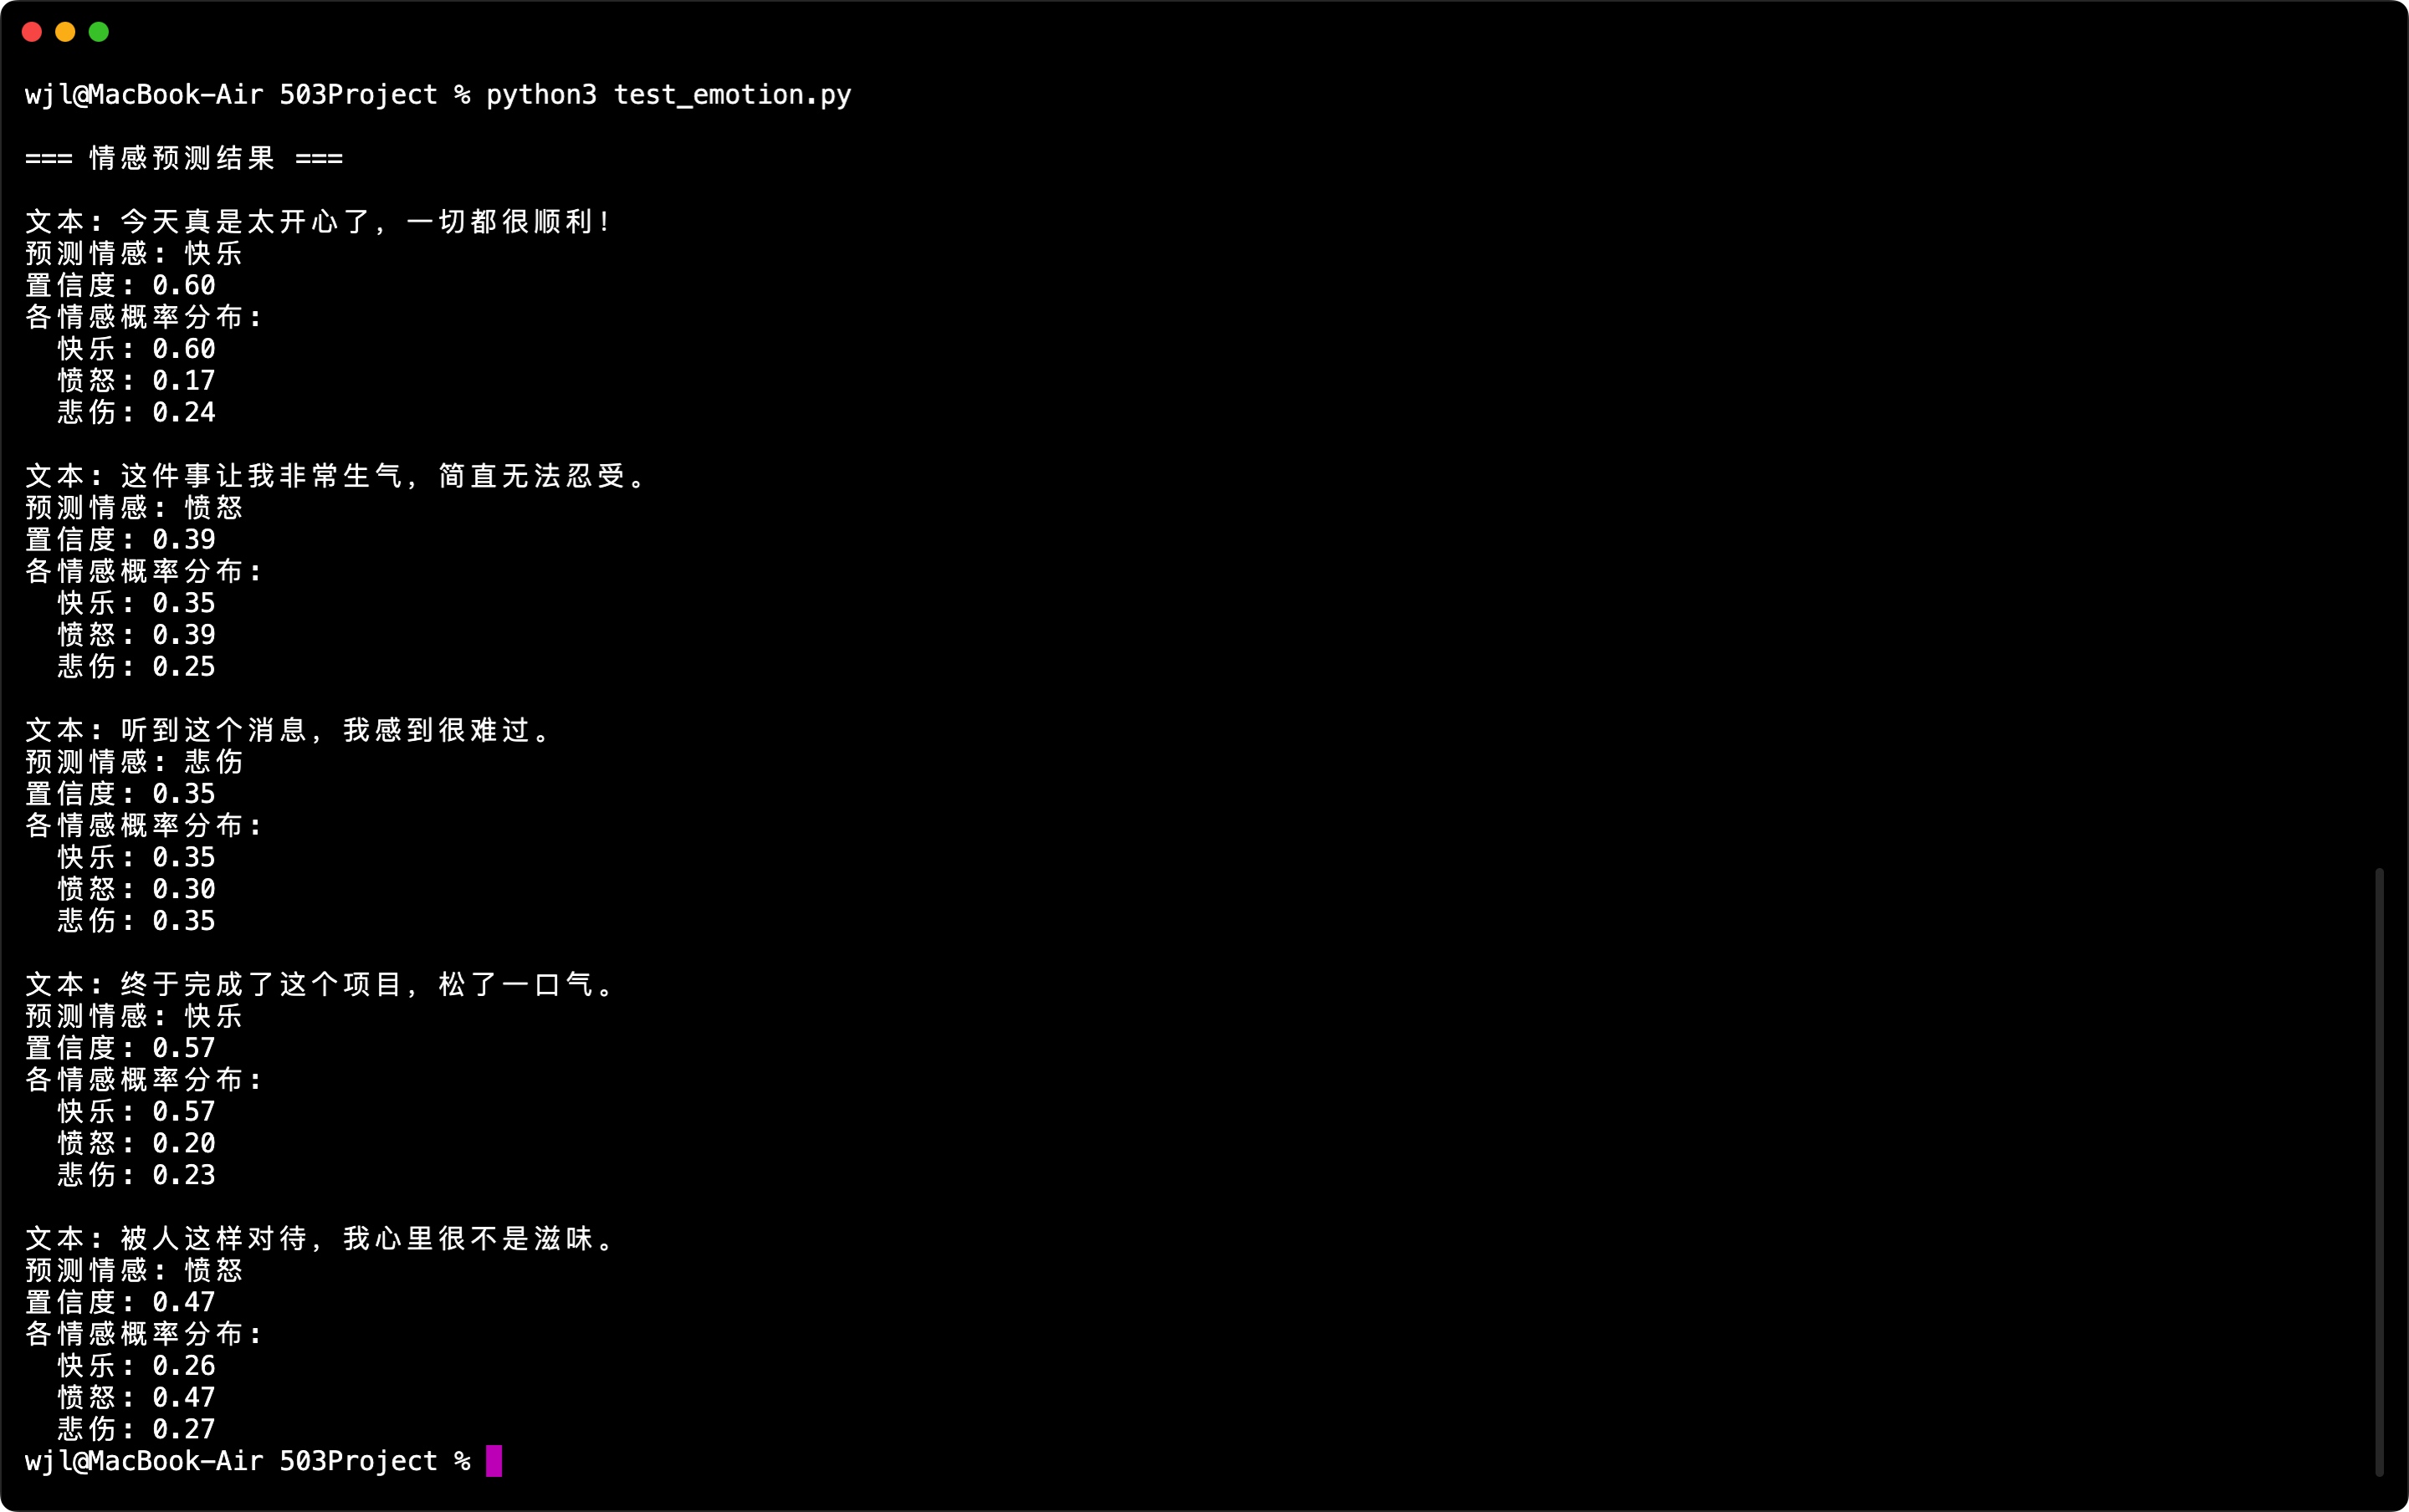 wjl@MacBook-Air 503Project % python3 test_emotion.py
=== 情感预测结果 ===
文本: 今天真是太开心了，一切都很顺利！
预测情感: 快乐
置信度: 0.60
各情感概率分布:
  快乐: 0.60
  愤怒: 0.17
  悲伤: 0.24
文本: 这件事让我非常生气，简直无法忍受。
预测情感: 愤怒
置信度: 0.39
各情感概率分布:
  快乐: 0.35
  愤怒: 0.39
  悲伤: 0.25
文本: 听到这个消息，我感到很难过。
预测情感: 悲伤
置信度: 0.35
各情感概率分布:
  快乐: 0.35
  愤怒: 0.30
  悲伤: 0.35
文本: 终于完成了这个项目，松了一口气。
预测情感: 快乐
置信度: 0.57
各情感概率分布:
  快乐: 0.57
  愤怒: 0.20
  悲伤: 0.23
文本: 被人这样对待，我心里很不是滋味。
预测情感: 愤怒
置信度: 0.47
各情感概率分布:
  快乐: 0.26
  愤怒: 0.47
  悲伤: 0.27
wjl@MacBook-Air 503Project %